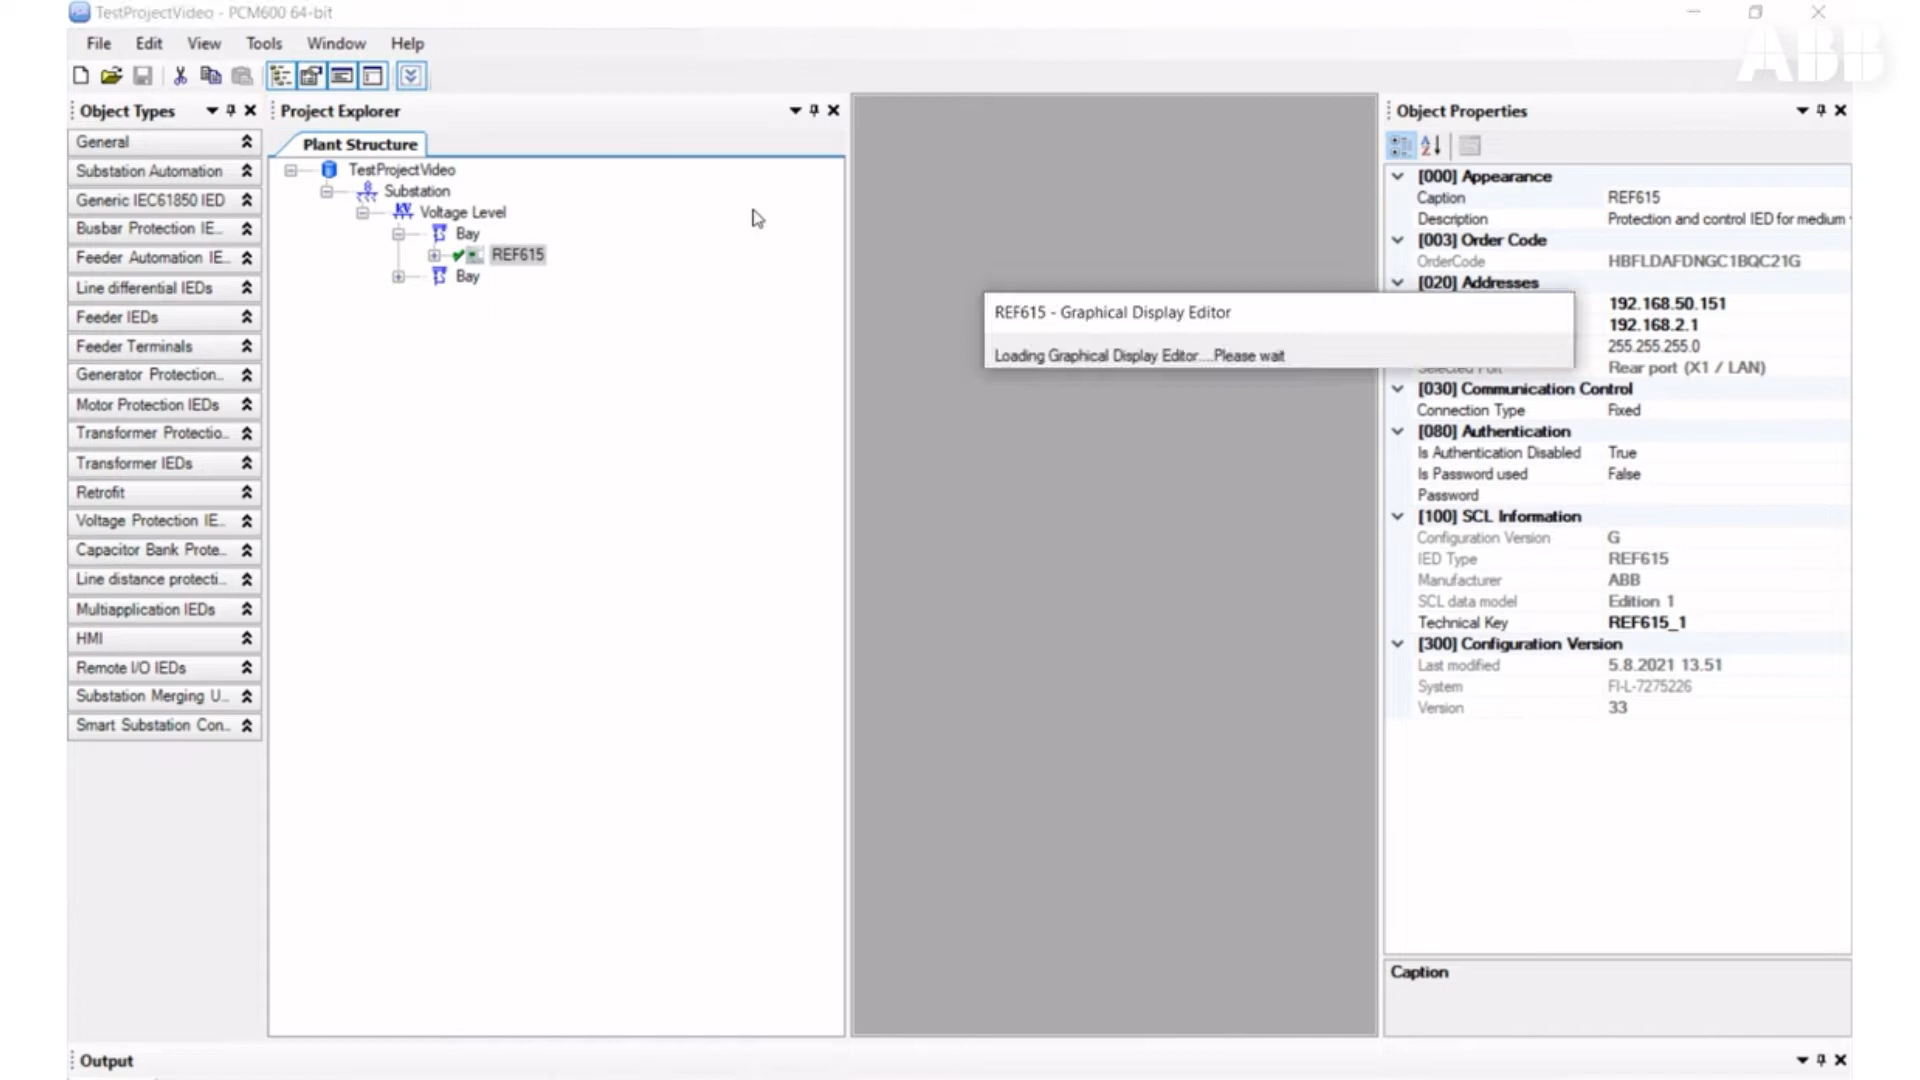 TestProjectVideo - PCM600 64-bit
File Edit View Tools Window Help
ABB
Object Types
General
Substation Automation
Generic IEC61850 IED
Busbar Protection IE...
Feeder Automation IE...
Line differential IEDs
Feeder IEDs
Feeder Terminals
Generator Protection...
Motor Protection IEDs
Transformer Protectio...
Transformer IEDs
Retrofit
Voltage Protection IE...
Capacitor Bank Prote...
Line distance protecti...
Multiapplication IEDs
HMI
Remote I/O IEDs
Substation Merging U...
Smart Substation Con...
Project Explorer
Plant Structure
TestProjectVideo
Substation
Voltage Level
Bay
REF615
Bay
REF615 - Graphical Display Editor
Loading Graphical Display Editor....Please wait
Object Properties
[000] Appearance
Caption REF615
Description Protection and control IED for medium
[003] Order Code
OrderCode HBFLDAFDNGC1BQC21G
[020] Addresses
192.168.50.151
192.168.2.1
255.255.255.0
Selected Port Rear port (X1 / LAN)
[030] Communication Control
Connection Type Fixed
[080] Authentication
Is Authentication Disabled True
Is Password used False
Password
[100] SCL Information
Configuration Version G
IED Type REF615
Manufacturer ABB
SCL data model Edition 1
Technical Key REF615_1
[300] Configuration Version
Last modified 5.8.2021 13.51
System FI-L-7275226
Version 33
Caption
Output